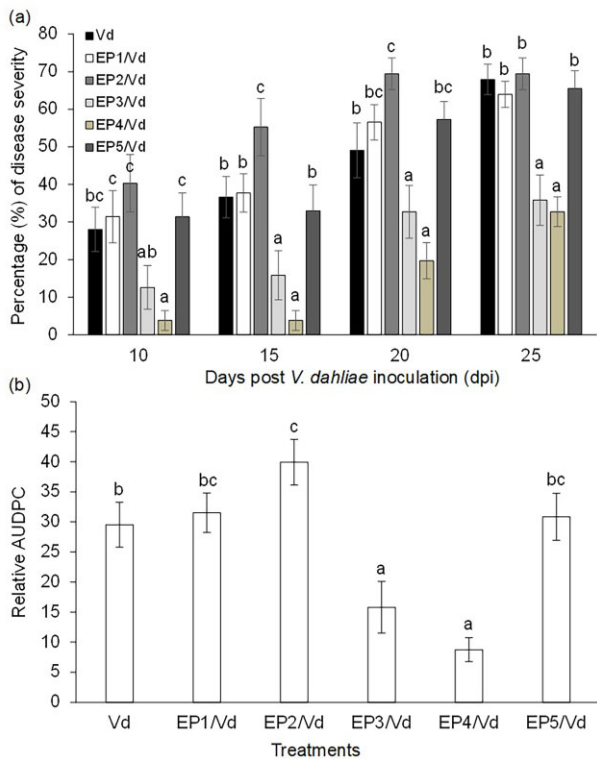 (a)
Percentage (%) of disease severity
80
70
60
50
40
30
20
10
0
Vd
EP1/Vd
EP2/Vd
EP3/Vd
EP4/Vd
EP5/Vd
bc c c ab a c
b b c a a b
b bc c a a bc
b b b a a b
10 15 20 25
Days post V. dahliae inoculation (dpi)
(b)
Relative AUDPC
50
45
40
35
30
25
20
15
10
5
0
b bc c a a bc
Vd EP1/Vd EP2/Vd EP3/Vd EP4/Vd EP5/Vd
Treatments